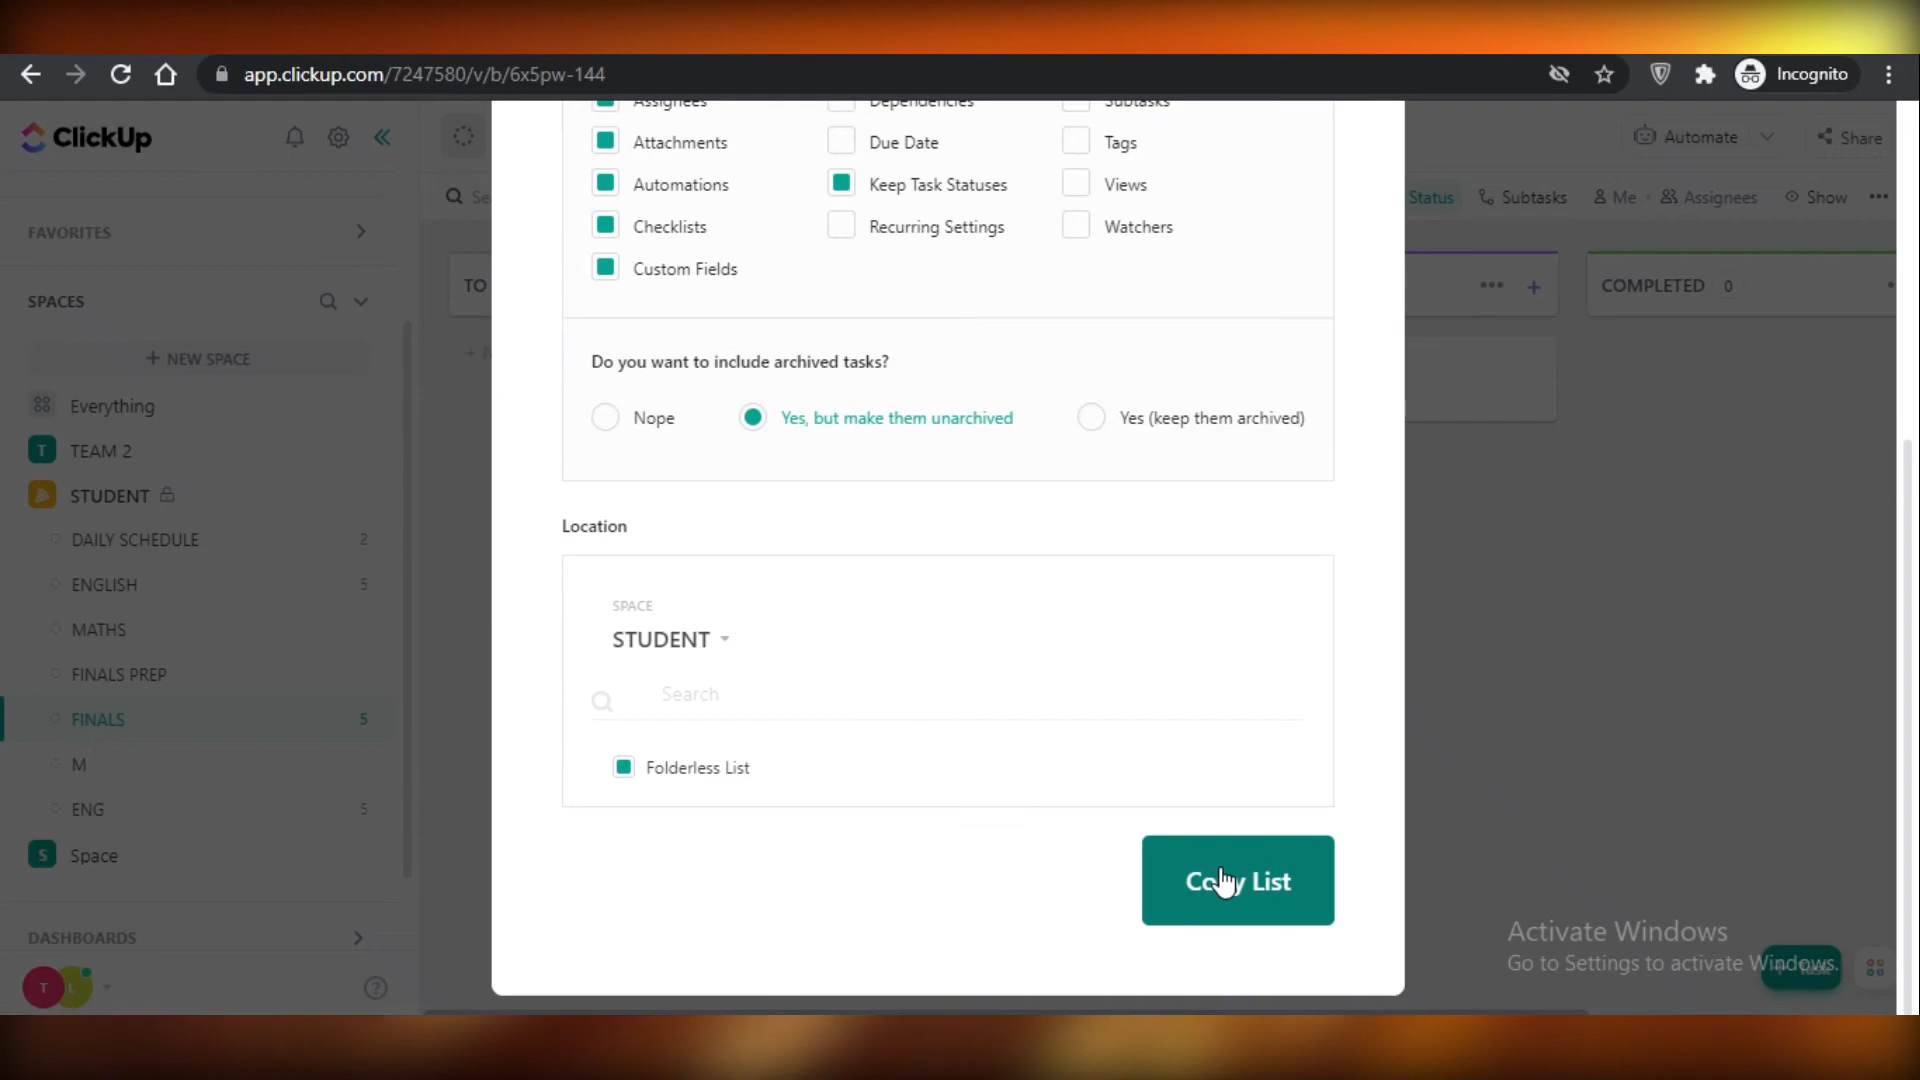 app.clickup.com/7247580/v/b/6x5pw-144
Incognito
ClickUp
Automate
Share
Status
Subtasks
Me
Assignees
Show
FAVORITES
SPACES
+ NEW SPACE
Everything
T TEAM 2
STUDENT
DAILY SCHEDULE 2
ENGLISH 5
MATHS
FINALS PREP
FINALS 5
M
ENG 5
S Space
DASHBOARDS
T
TO
COMPLETED 0
Assignees
Dependencies
Subtasks
Attachments
Due Date
Tags
Automations
Keep Task Statuses
Views
Checklists
Recurring Settings
Watchers
Custom Fields
Do you want to include archived tasks?
Nope
Yes, but make them unarchived
Yes (keep them archived)
Location
SPACE
STUDENT
Search
Folderless List
Copy List
Activate Windows
Go to Settings to activate Windows.